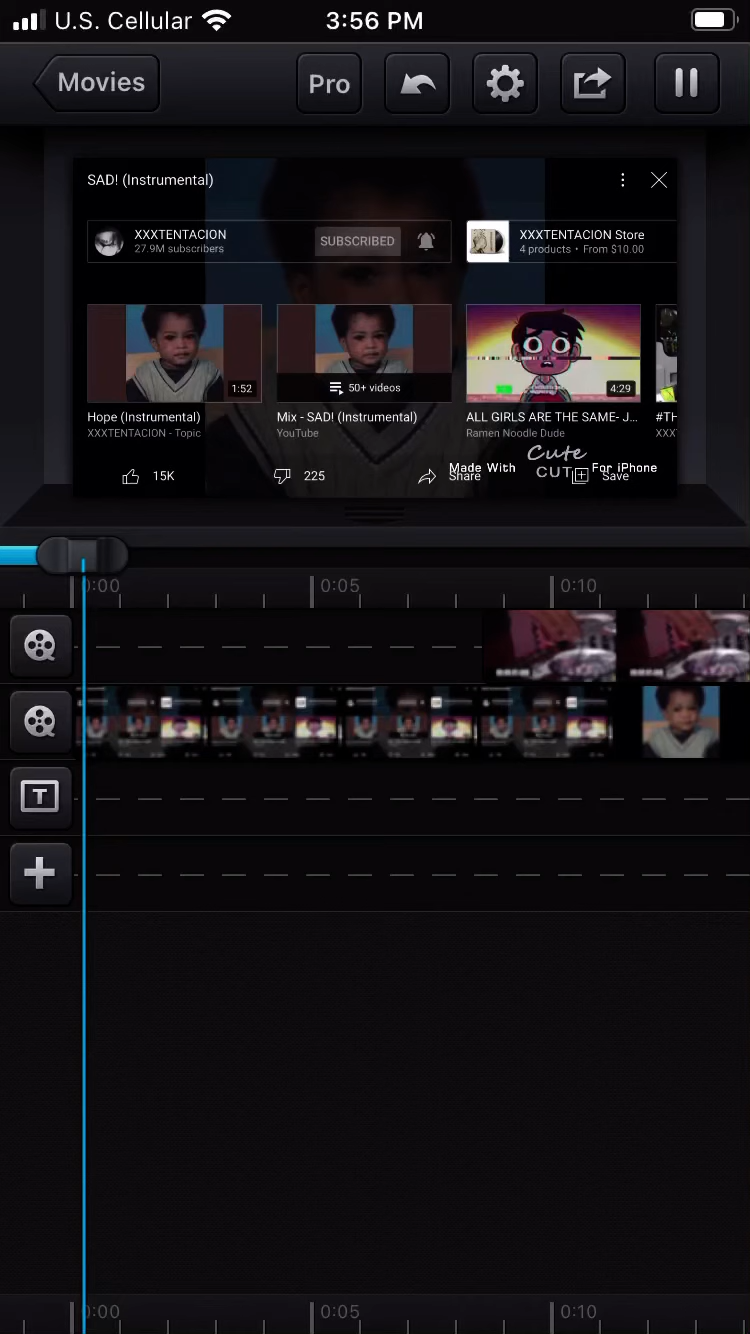 U.S. Cellular
3:56 PM
Movies
Pro
SAD! (Instrumental)
XXXTENTACION
27.9M subscribers
SUBSCRIBED
XXXTENTACION Store
4 products • From $10.00
1:52
50+ videos
4:29
Hope (Instrumental)
XXXTENTACION - Topic
Mix - SAD! (Instrumental)
YouTube
ALL GIRLS ARE THE SAME- J...
Ramen Noodle Dude
#TH
XXX
15K
225
Share
Save
Made With Cute CUT For iPhone
0:00
0:05
0:10
T
0:00
0:05
0:10